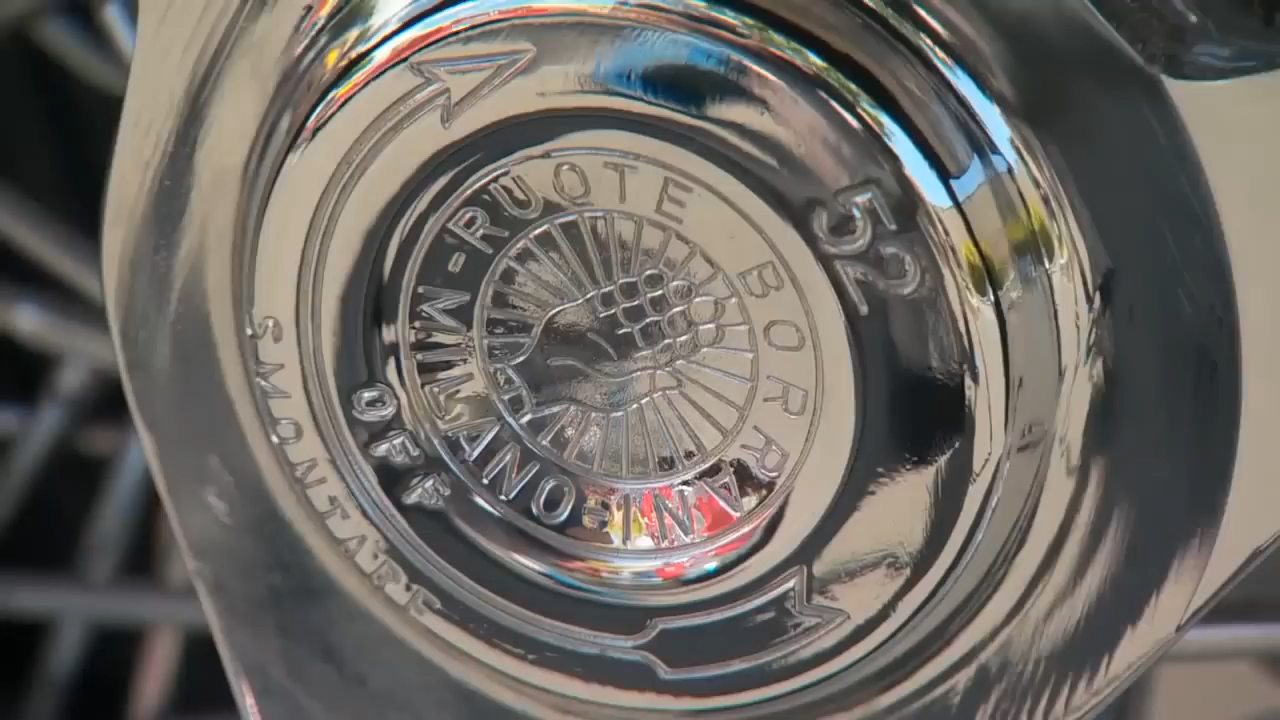 RUOTE BORRANI - MILANO -
52
SMONTARE
OFF